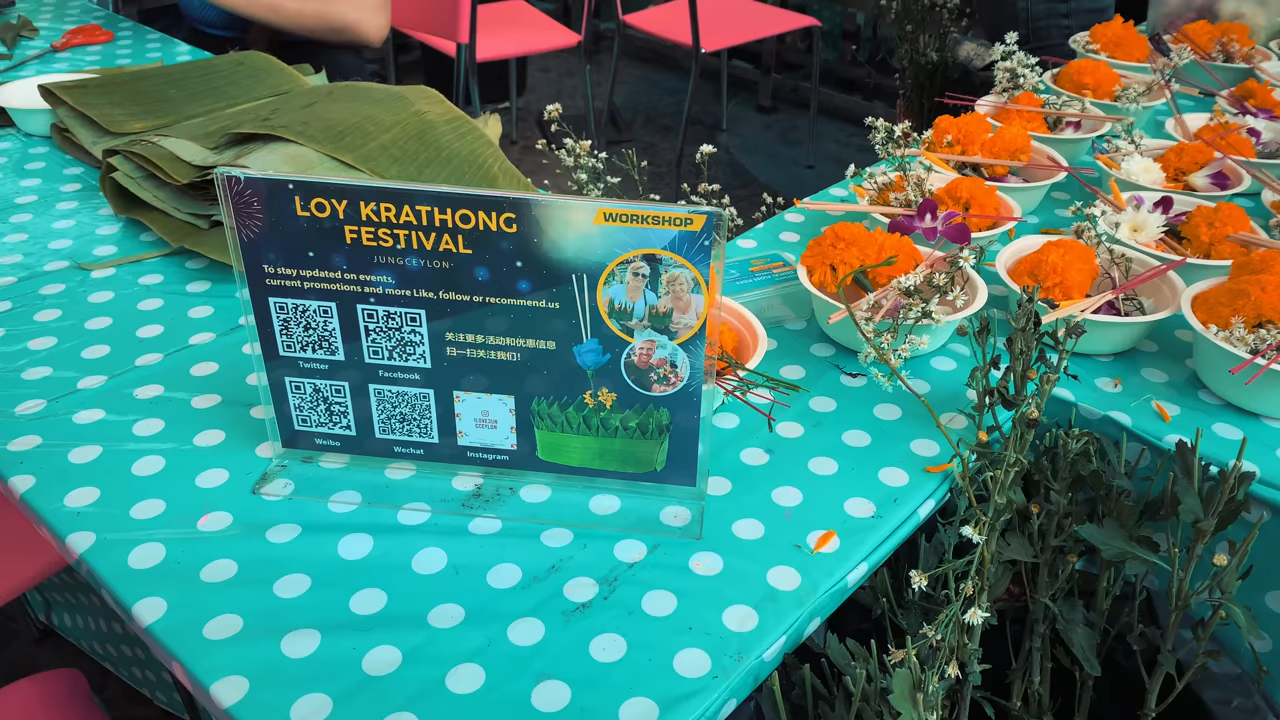 LOY KRATHONG
FESTIVAL
JUNGCEYLON
WORKSHOP
To stay updated on events,
current promotions and more Like, follow or recommend.us
关注更多活动和优惠信息
扫一扫关注我们！
Twitter
Facebook
Weibo
Wechat
ILOVEJUN
GCEYLON
Instagram